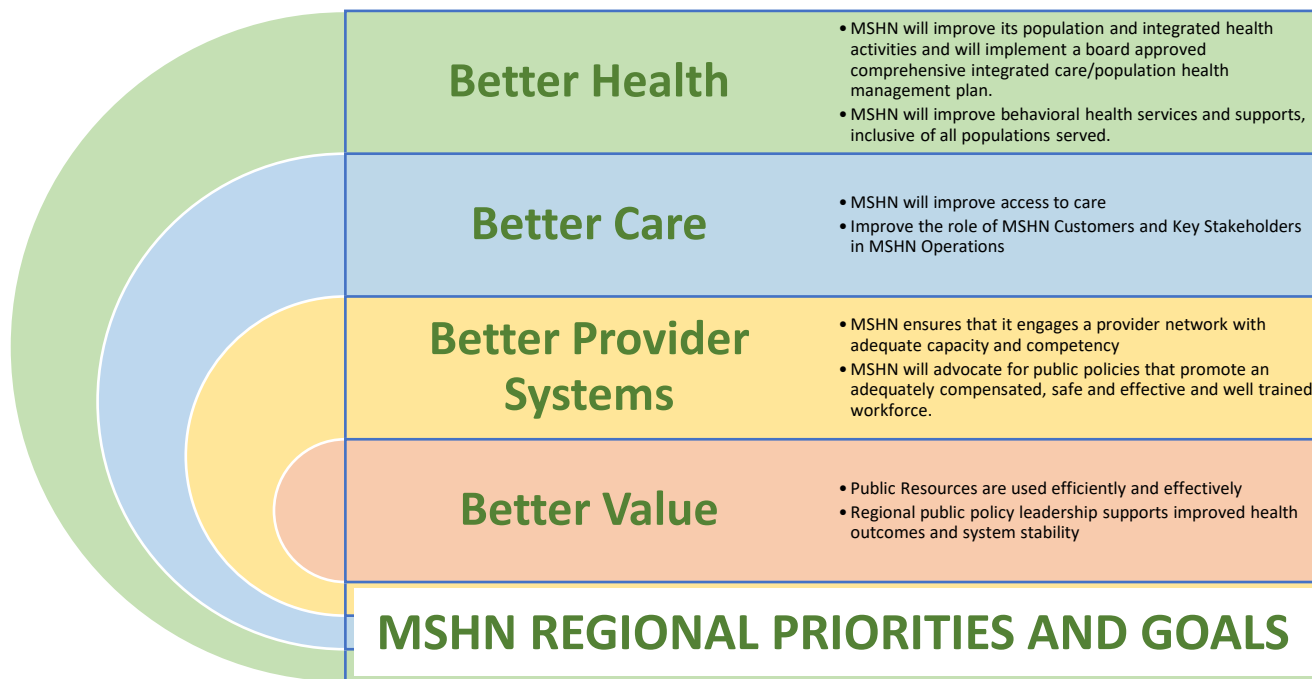 Better Health
• MSHN will improve its population and integrated health
activities and will implement a board approved
comprehensive integrated care/population health
management plan.
• MSHN will improve behavioral health services and supports,
inclusive of all populations served.
Better Care
• MSHN will improve access to care
• Improve the role of MSHN Customers and Key Stakeholders
in MSHN Operations
Better Provider
Systems
• MSHN ensures that it engages a provider network with
adequate capacity and competency
• MSHN will advocate for public policies that promote an
adequately compensated, safe and effective and well trained
workforce.
Better Value
• Public Resources are used efficiently and effectively
• Regional public policy leadership supports improved health
outcomes and system stability
MSHN REGIONAL PRIORITIES AND GOALS